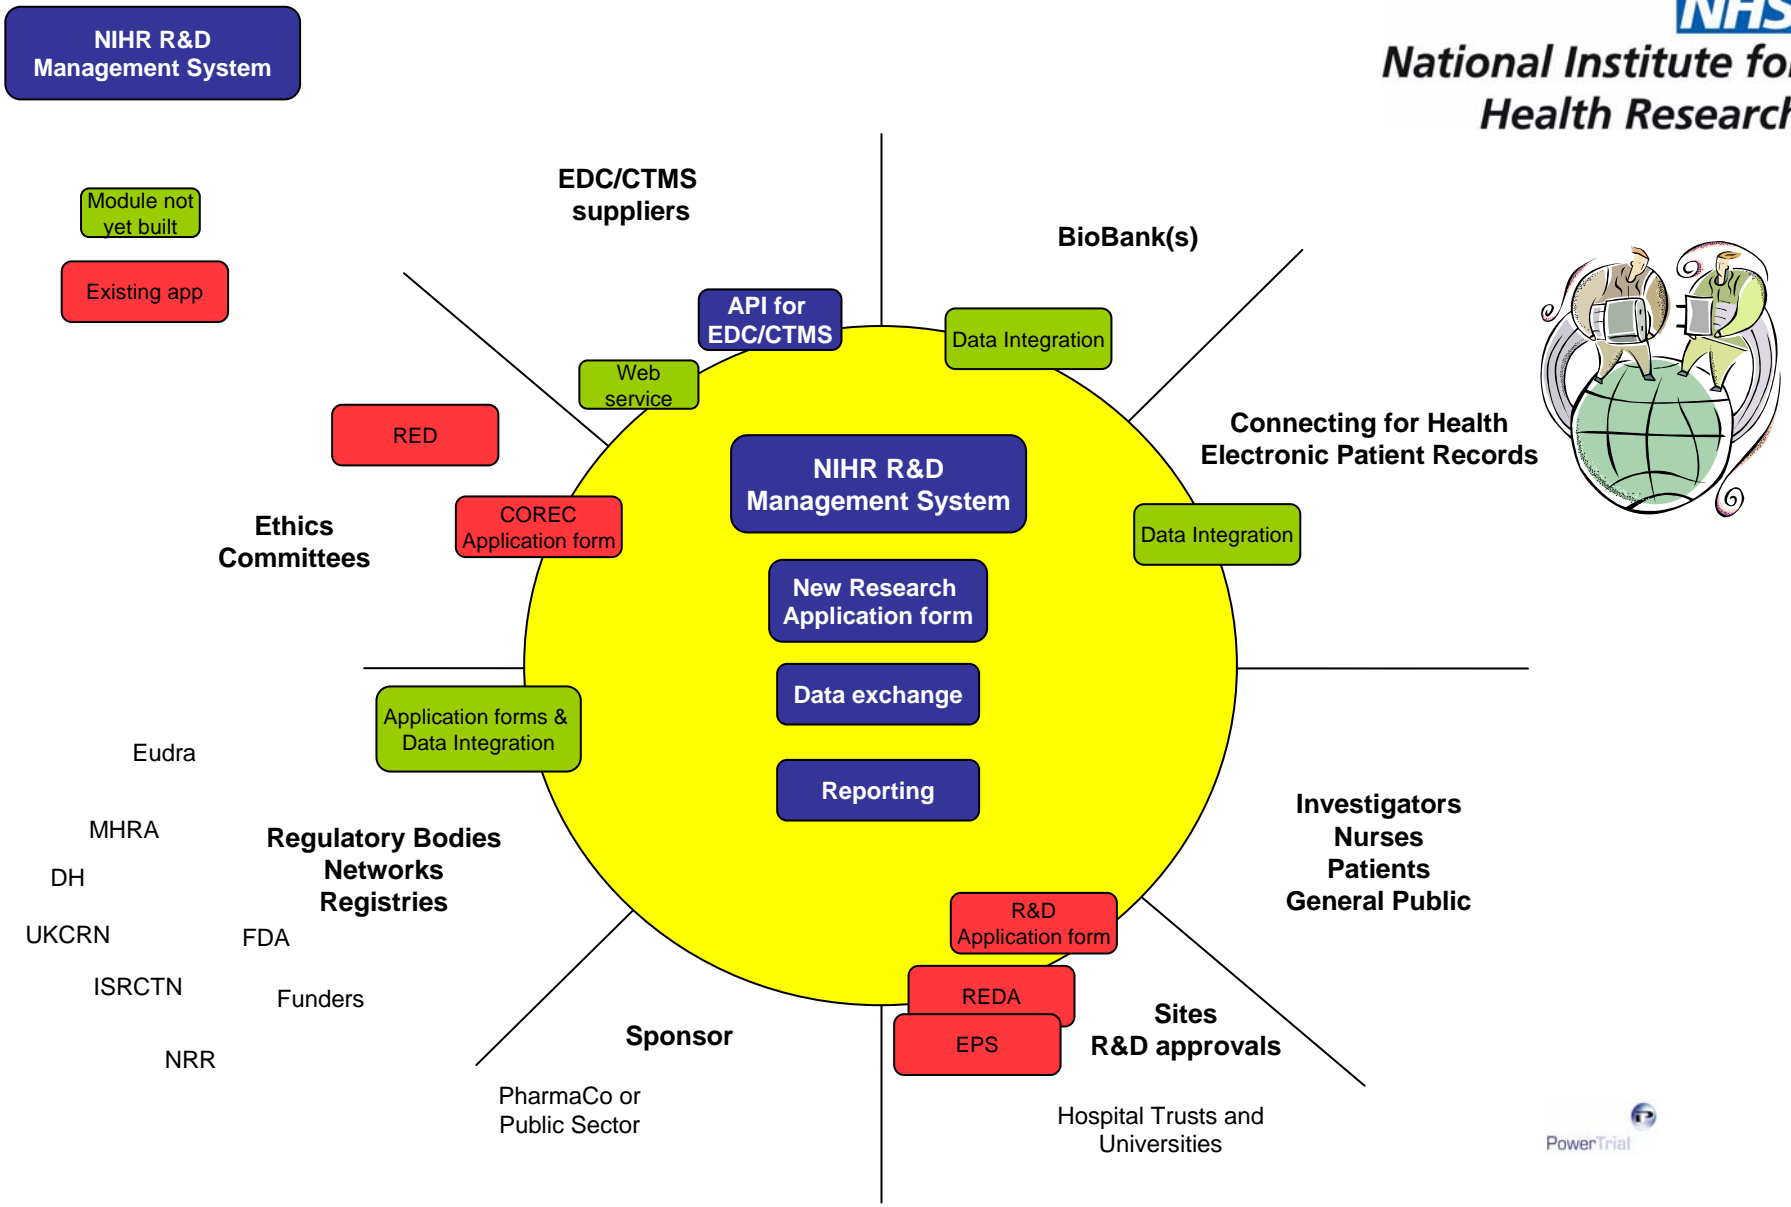 NIHR R&D
Management System
NHS
National Institute for
Health Research
Module not
yet built
Existing app
EDC/CTMS
suppliers
BioBank(s)
API for
EDC/CTMS
Data Integration
Web
service
RED
Connecting for Health
Electronic Patient Records
NIHR R&D
Management System
COREC
Application form
Ethics
Committees
Data Integration
New Research
Application form
Data exchange
Application forms &
Data Integration
Reporting
Eudra
MHRA
DH
UKCRN
FDA
ISRCTN
Funders
NRR
Regulatory Bodies
Networks
Registries
Investigators
Nurses
Patients
General Public
R&D
Application form
REDA
EPS
Sites
R&D approvals
Sponsor
PharmaCo or
Public Sector
Hospital Trusts and
Universities
PowerTrial